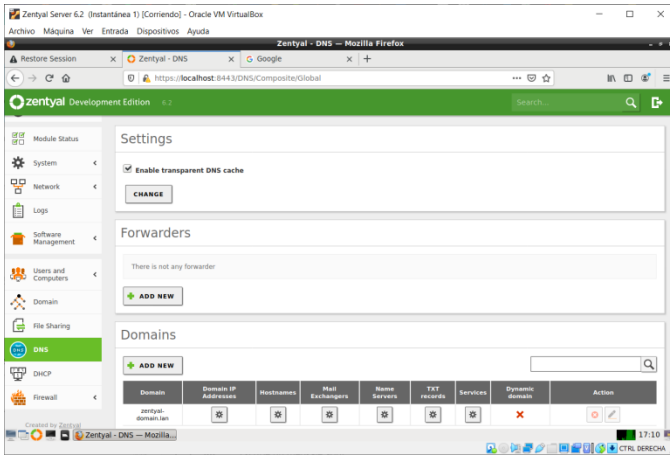 Zentyal Server 6.2 (Instantánea 1) [Corriendo] - Oracle VM VirtualBox
Archivo Máquina Ver Entrada Dispositivos Ayuda
Zentyal - DNS — Mozilla Firefox
Restore Session
Zentyal - DNS
Google
https://localhost:8443/DNS/Composite/Global
zentyal Development Edition 6.2
Search...
Module Status
System
Network
Logs
Software Management
Users and Computers
Domain
File Sharing
DNS
DHCP
Firewall
Created by Zentyal
Settings
Enable transparent DNS cache
CHANGE
Forwarders
There is not any forwarder
ADD NEW
Domains
ADD NEW
Domain
Domain IP Addresses
Hostnames
Mail Exchangers
Name Servers
TXT records
Services
Dynamic domain
Action
zentyal-domain.lan
Zentyal - DNS — Mozilla...
17:10
CTRL DERECHA